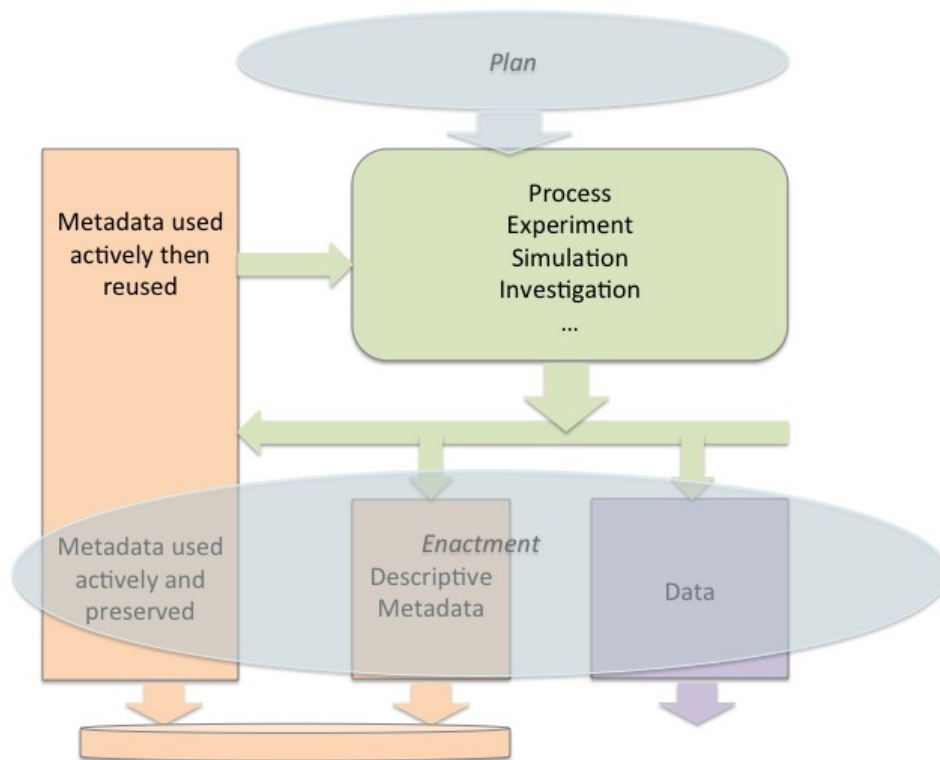 Plan
Metadata used
actively then
reused
Process
Experiment
Simulation
Investigation
...
Metadata used
actively and
preserved
Enactment
Descriptive
Metadata
Data